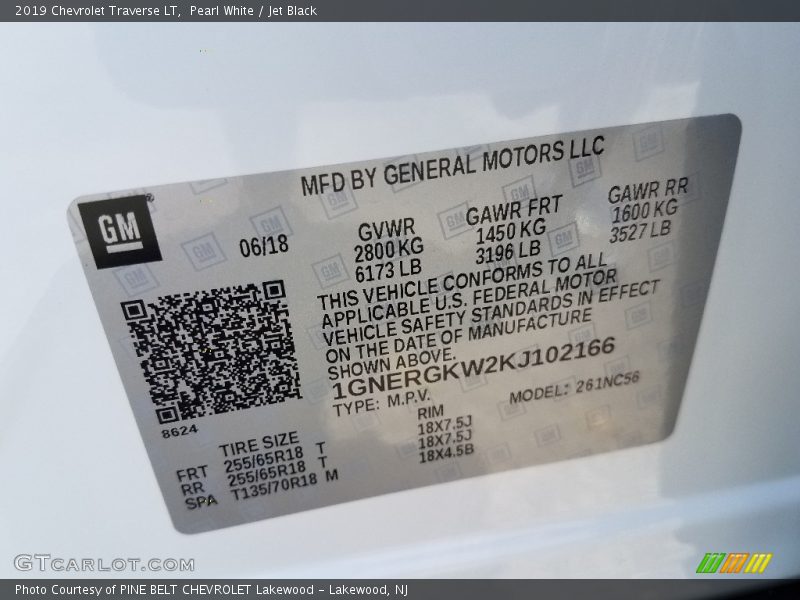 2019 Chevrolet Traverse LT, Pearl White / Jet Black
MFD BY GENERAL MOTORS LLC
GM®
06/18
GVWR
2800 KG
6173 LB
GAWR FRT
1450 KG
3196 LB
GAWR RR
1600 KG
3527 LB
THIS VEHICLE CONFORMS TO ALL
APPLICABLE U.S. FEDERAL MOTOR
VEHICLE SAFETY STANDARDS IN EFFECT
ON THE DATE OF MANUFACTURE
SHOWN ABOVE.
1GNERGKW2KJ102166
TYPE: M.P.V.
MODEL: 261NC56
8624
TIRE SIZE
RIM
FRT 255/65R18 T 18X7.5J
RR 255/65R18 T 18X7.5J
SPA T135/70R18 M 18X4.5B
GTCARLOT.COM
Photo Courtesy of PINE BELT CHEVROLET Lakewood - Lakewood, NJ